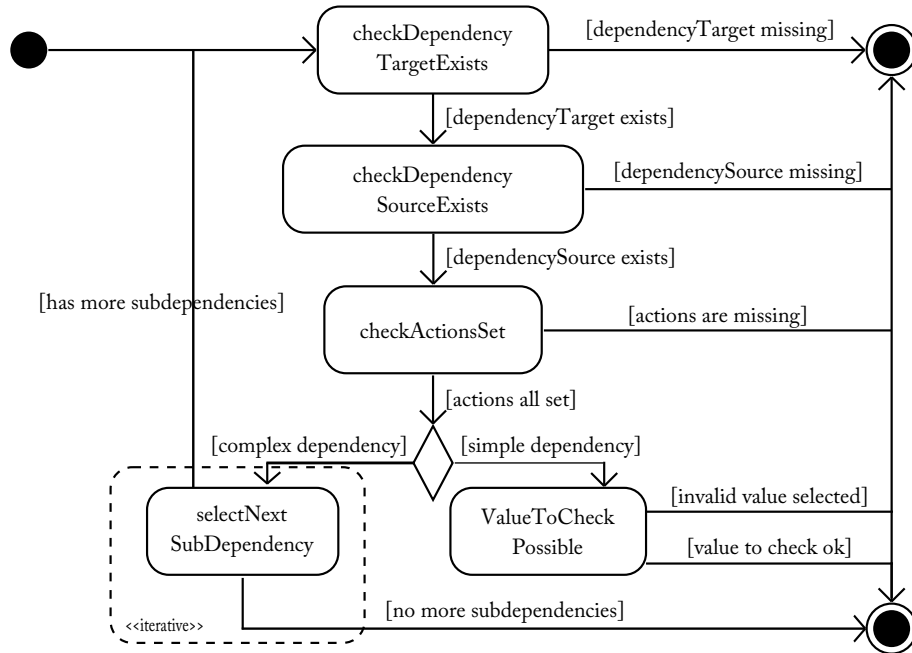 checkDependency
TargetExists
[dependencyTarget missing]
[dependencyTarget exists]
checkDependency
SourceExists
[dependencySource missing]
[dependencySource exists]
[has more subdependencies]
checkActionsSet
[actions are missing]
[actions all set]
[complex dependency]
[simple dependency]
selectNext
SubDependency
ValueToCheck
Possible
[invalid value selected]
[value to check ok]
<<iterative>>
[no more subdependencies]